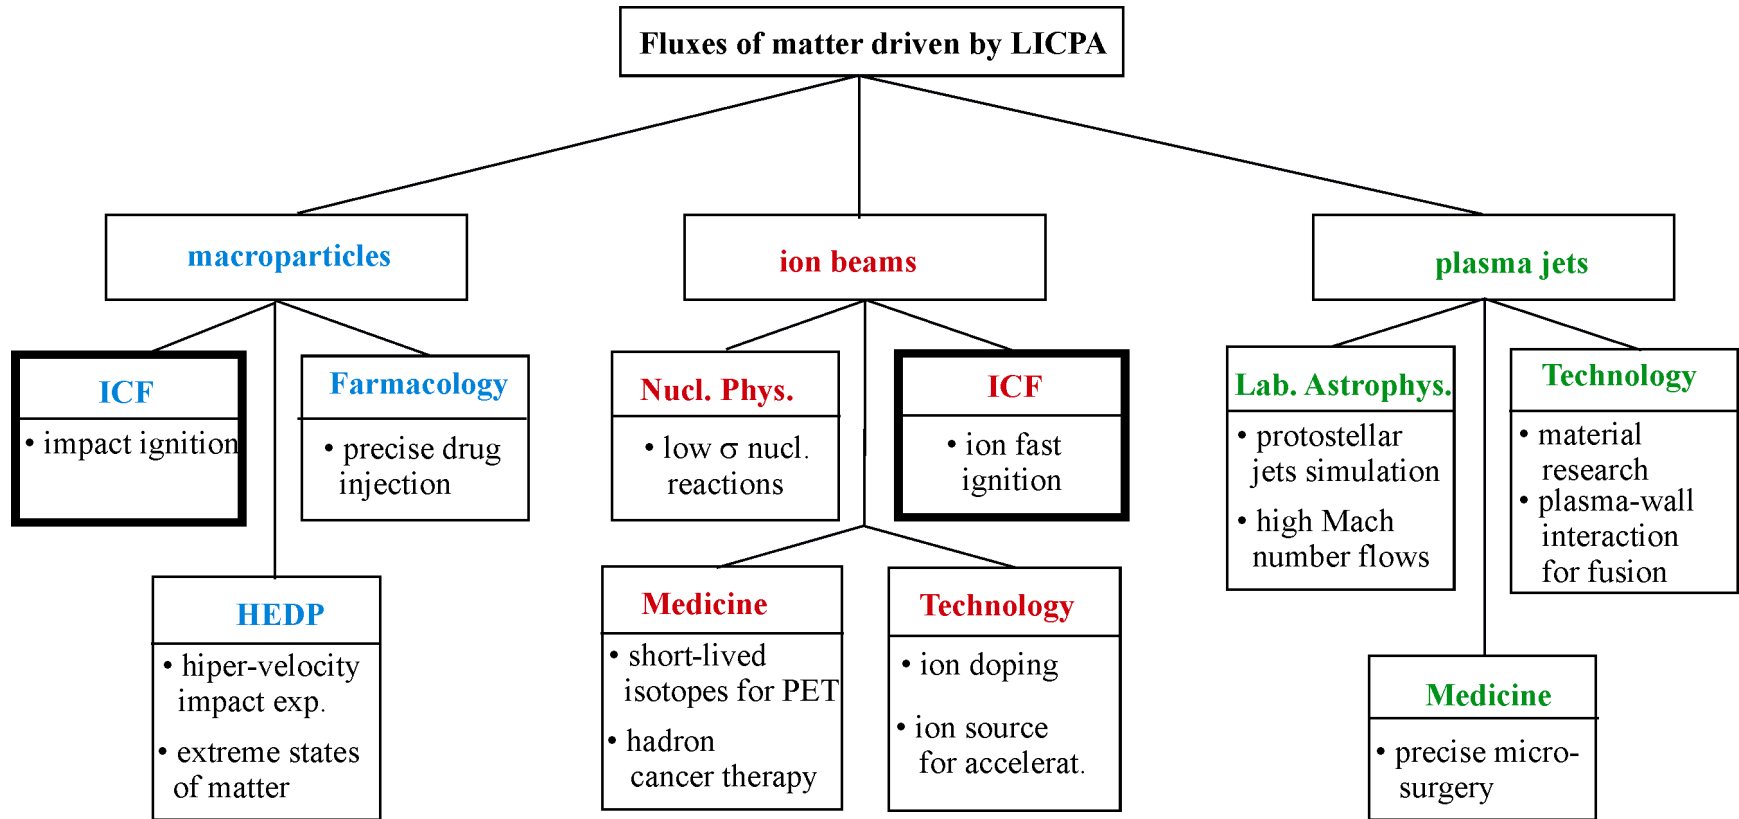 Fluxes of matter driven by LICPA
macroparticles
ion beams
plasma jets
ICF
• impact ignition
Farmacology
• precise drug
injection
HEDP
• hiper-velocity
impact exp.
• extreme states
of matter
Nucl. Phys.
• low σ nucl.
reactions
ICF
• ion fast
ignition
Medicine
• short-lived
isotopes for PET
• hadron
cancer therapy
Technology
• ion doping
• ion source
for accelerat.
Lab. Astrophys.
• protostellar
jets simulation
• high Mach
number flows
Technology
• material
research
• plasma-wall
interaction
for fusion
Medicine
• precise micro-
surgery